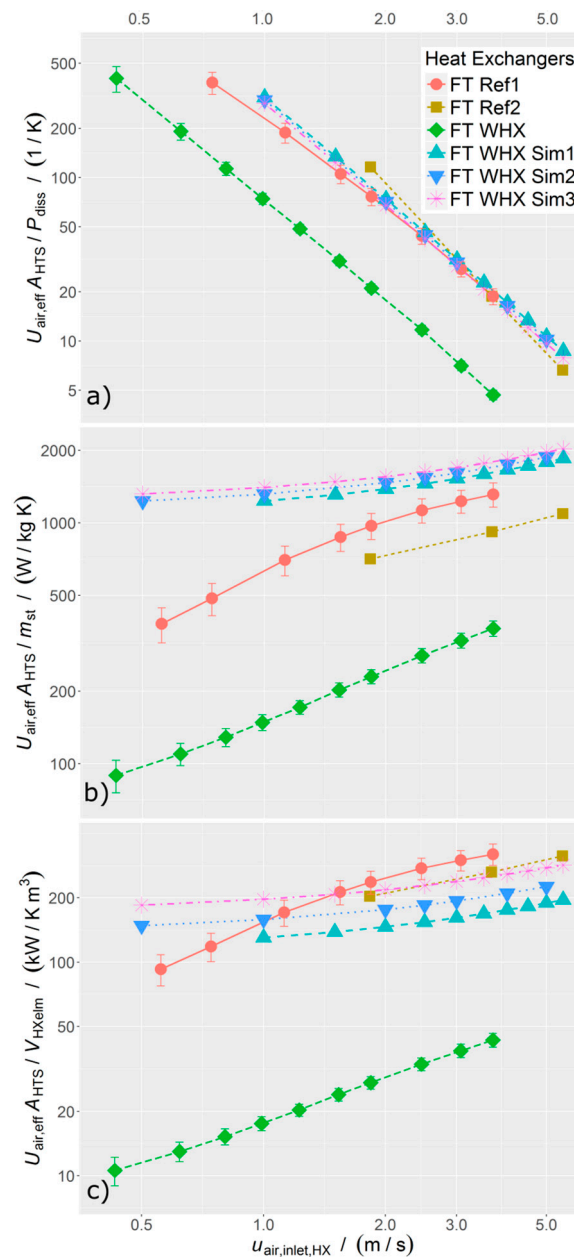 0.5 1.0 2.0 3.0 5.0
Heat Exchangers
FT Ref1
FT Ref2
FT WHX
FT WHX Sim1
FT WHX Sim2
FT WHX Sim3
500
200
100
50
20
10
5
U_air,eff A_HTS / P_diss / (1 / K)
a)
2000
1000
500
200
100
U_air,eff A_HTS / m_st / (W / kg K)
b)
200
100
50
20
10
U_air,eff A_HTS / V_HXelm / (kW / K m³)
c)
0.5 1.0 2.0 3.0 5.0
u_air,inlet,HX / (m / s)